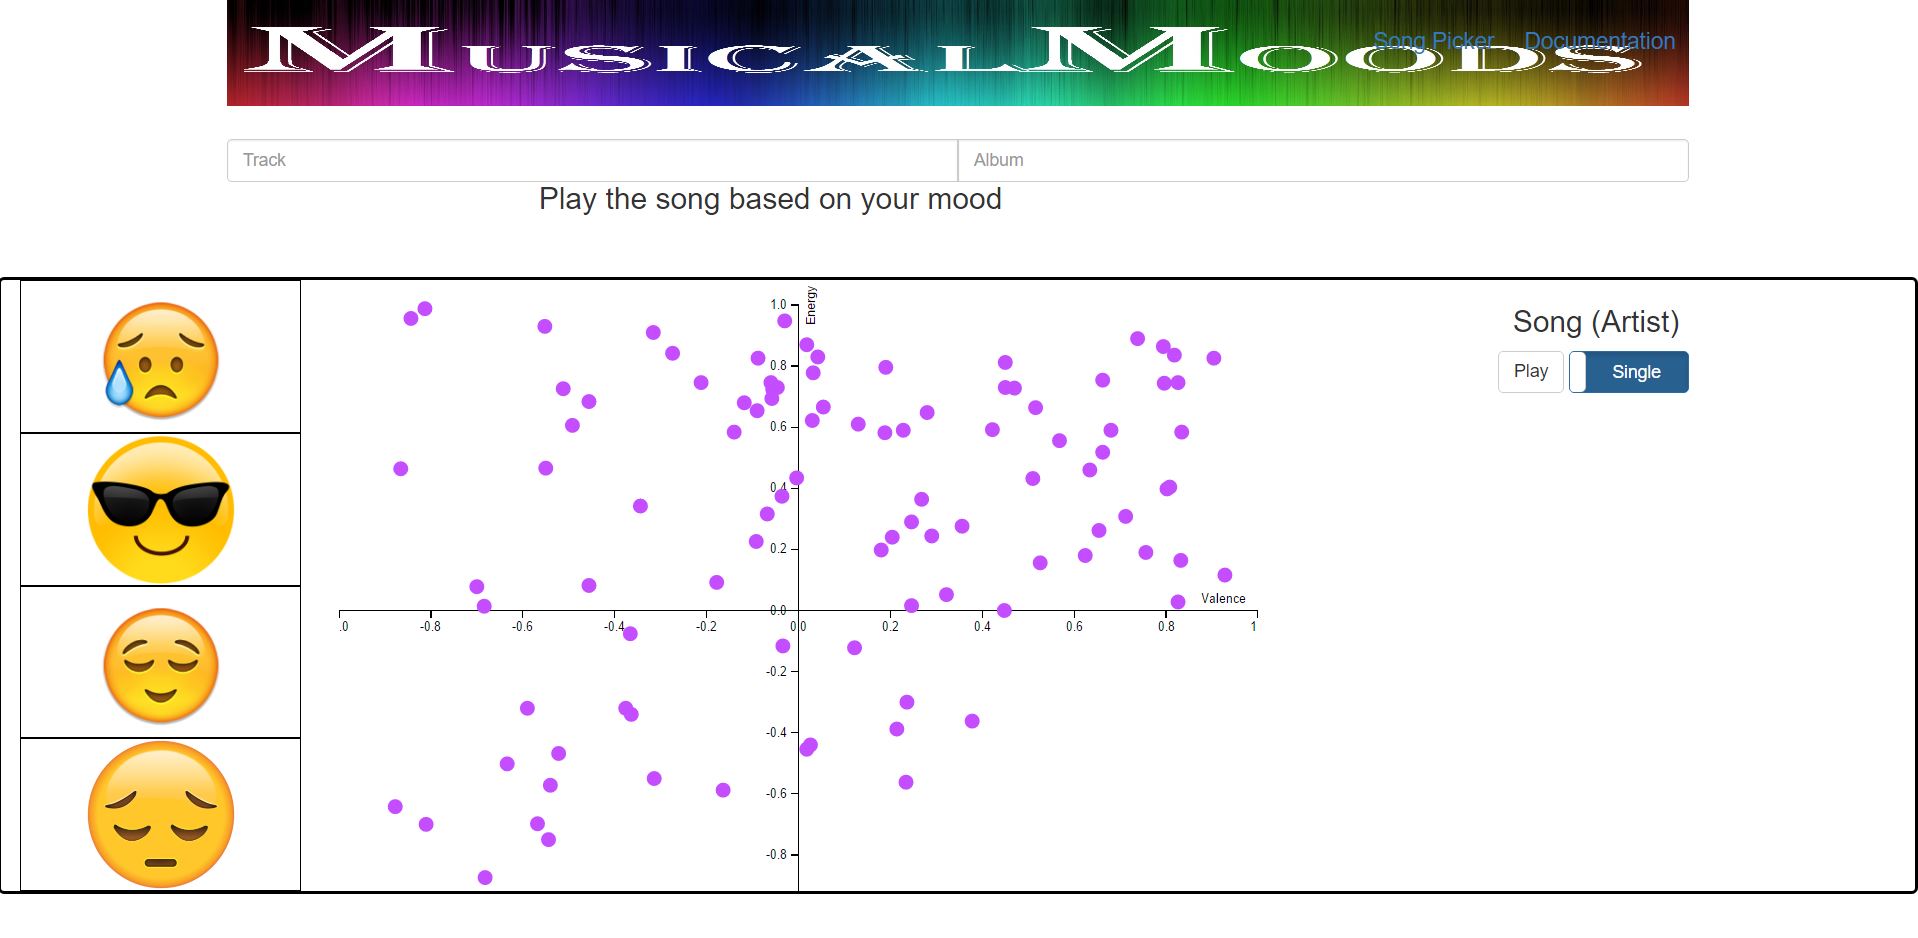 MUSICALMOODS
Song Picker Documentation
Track Album
Play the song based on your mood
Song (Artist)
Play Single
Energy
1.0
0.8
0.6
0.4
0.2
0.0
Valence
.0 -0.8 -0.6 -0.4 -0.2 0.0 0.2 0.4 0.6 0.8 1
-0.2
-0.4
-0.6
-0.8